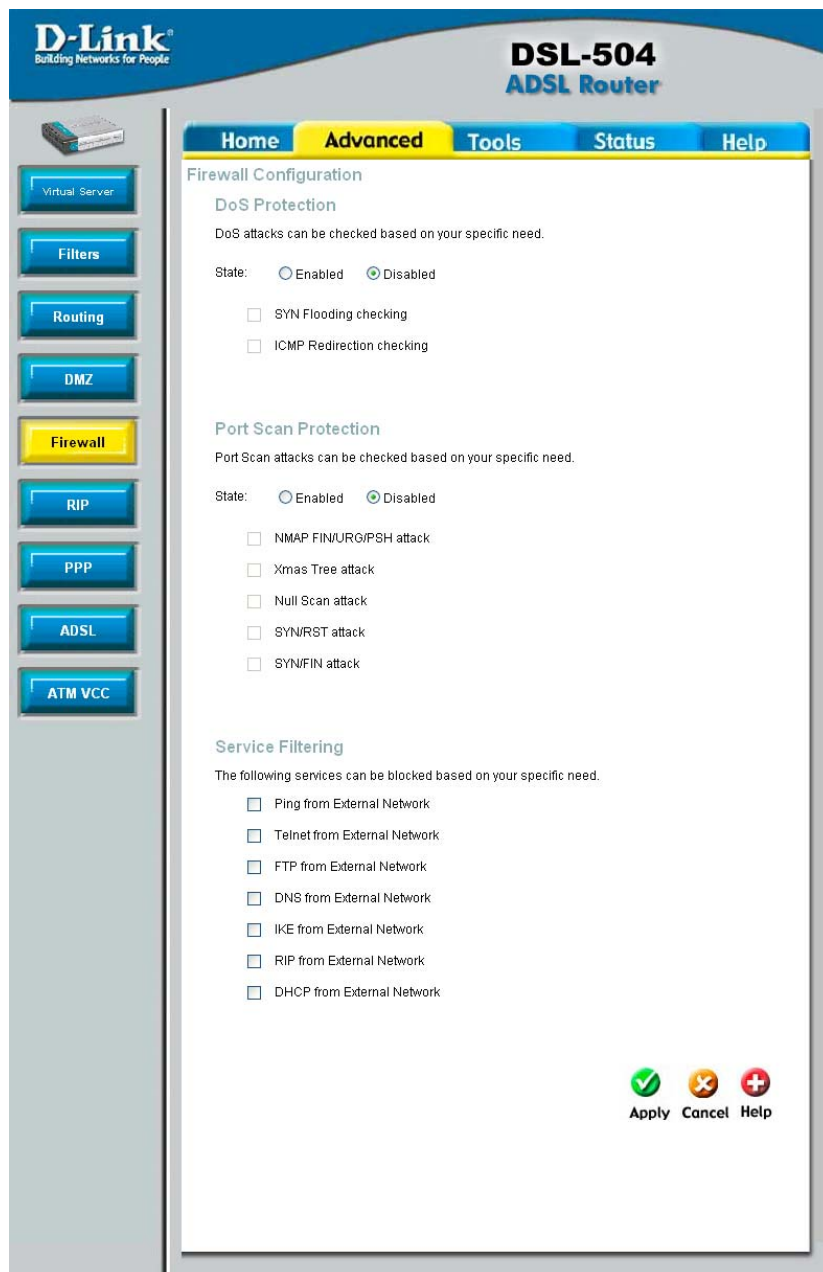 D-Link®
Building Networks for People
DSL-504
ADSL Router
Home Advanced Tools Status Help
Virtual Server
Filters
Routing
DMZ
Firewall
RIP
PPP
ADSL
ATM VCC
Firewall Configuration
DoS Protection
DoS attacks can be checked based on your specific need.
State: Enabled Disabled
SYN Flooding checking
ICMP Redirection checking
Port Scan Protection
Port Scan attacks can be checked based on your specific need.
State: Enabled Disabled
NMAP FIN/URG/PSH attack
Xmas Tree attack
Null Scan attack
SYN/RST attack
SYN/FIN attack
Service Filtering
The following services can be blocked based on your specific need.
Ping from External Network
Telnet from External Network
FTP from External Network
DNS from External Network
IKE from External Network
RIP from External Network
DHCP from External Network
Apply Cancel Help